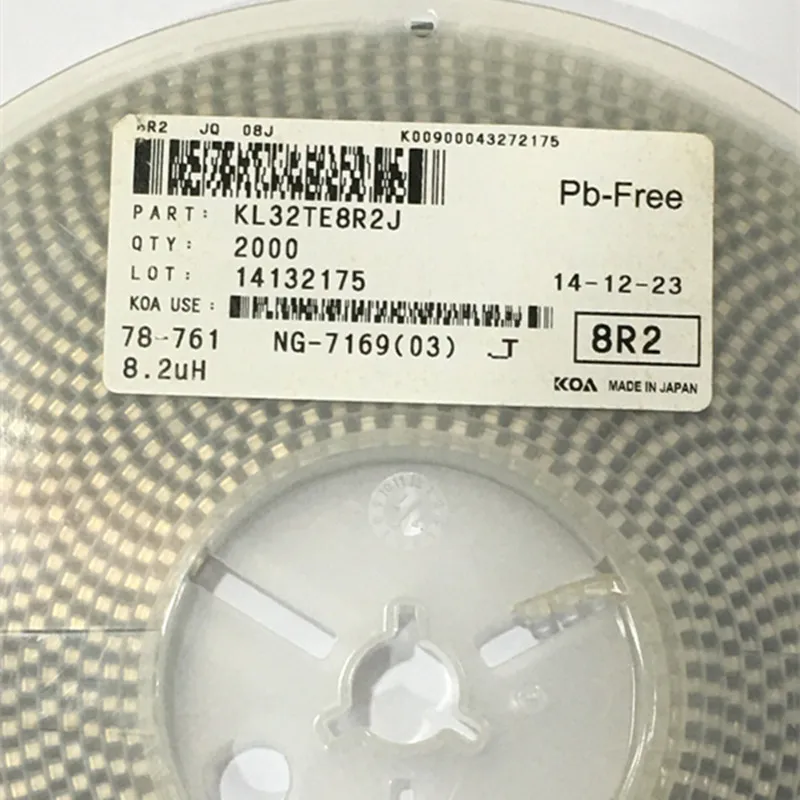 8R2 JQ 08J K00900043272175
Pb-Free
PART: KL32TE8R2J
QTY: 2000
LOT: 14132175 14-12-23
KOA USE:
78-761 NG-7169(03) J 8R2
8.2uH KOA MADE IN JAPAN